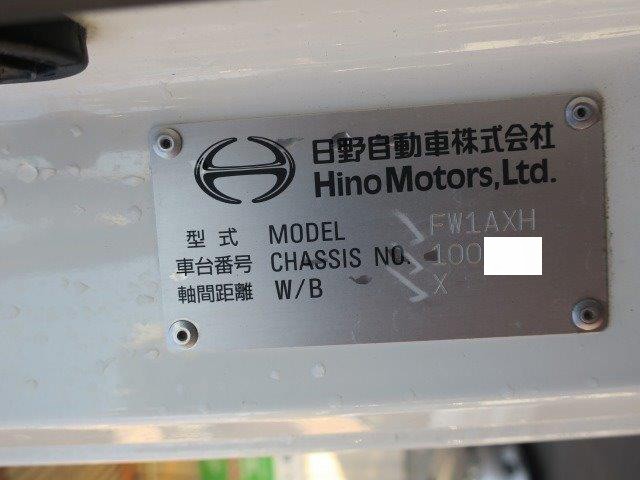 日野自動車株式会社
Hino Motors, Ltd.
型式 MODEL FW1AXH
車台番号 CHASSIS NO. 100
軸間距離 W/B X